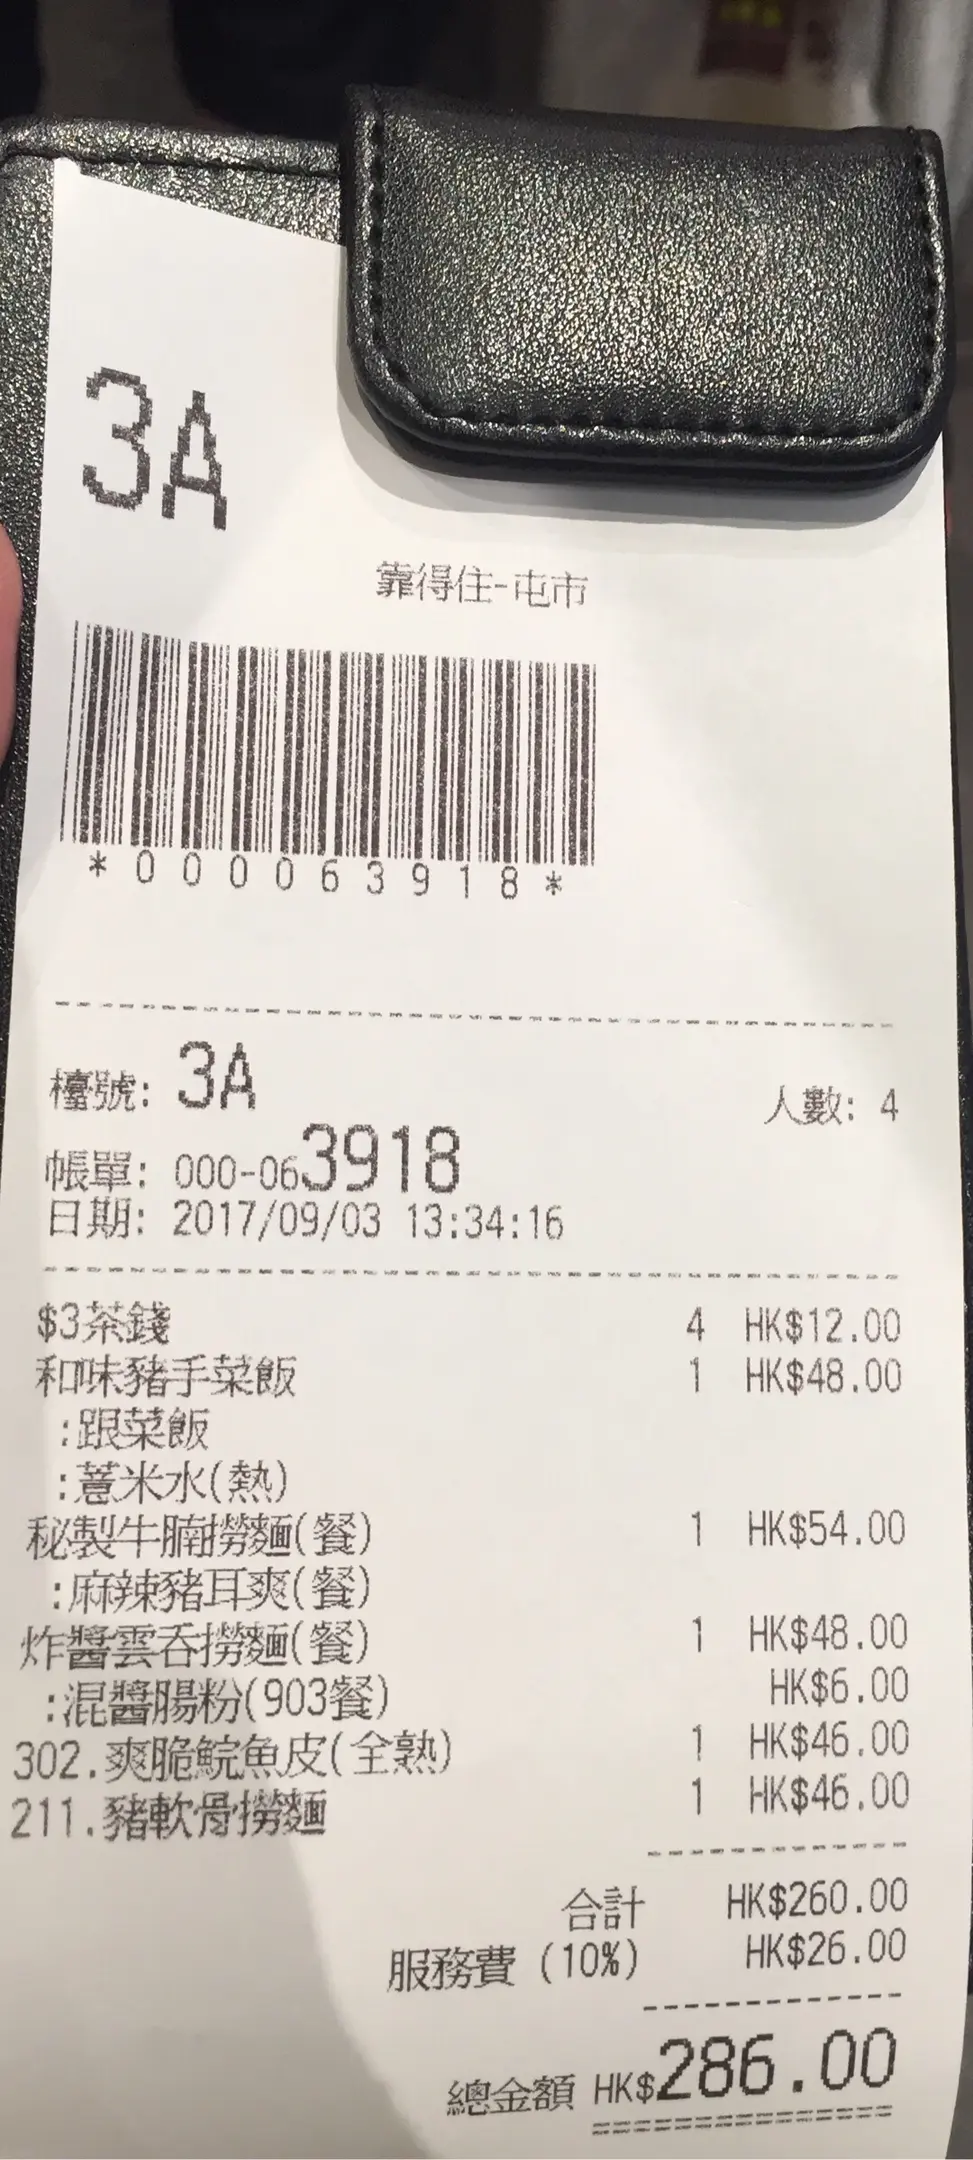 3A
靠得住-屯市
*000063918*
檯號: 3A 人數: 4
帳單: 000-063918
日期: 2017/09/03 13:34:16
$3茶錢 4 HK$12.00
和味豬手菜飯 1 HK$48.00
:跟菜飯
:薏米水(熱)
秘製牛腩撈麵(餐) 1 HK$54.00
:麻辣豬耳爽(餐)
炸醬雲吞撈麵(餐) 1 HK$48.00
:混醬腸粉(903餐) HK$6.00
302.爽脆鯇魚皮(全熟) 1 HK$46.00
211.豬軟骨撈麵 1 HK$46.00
合計 HK$260.00
服務費 (10%) HK$26.00
總金額 HK$286.00